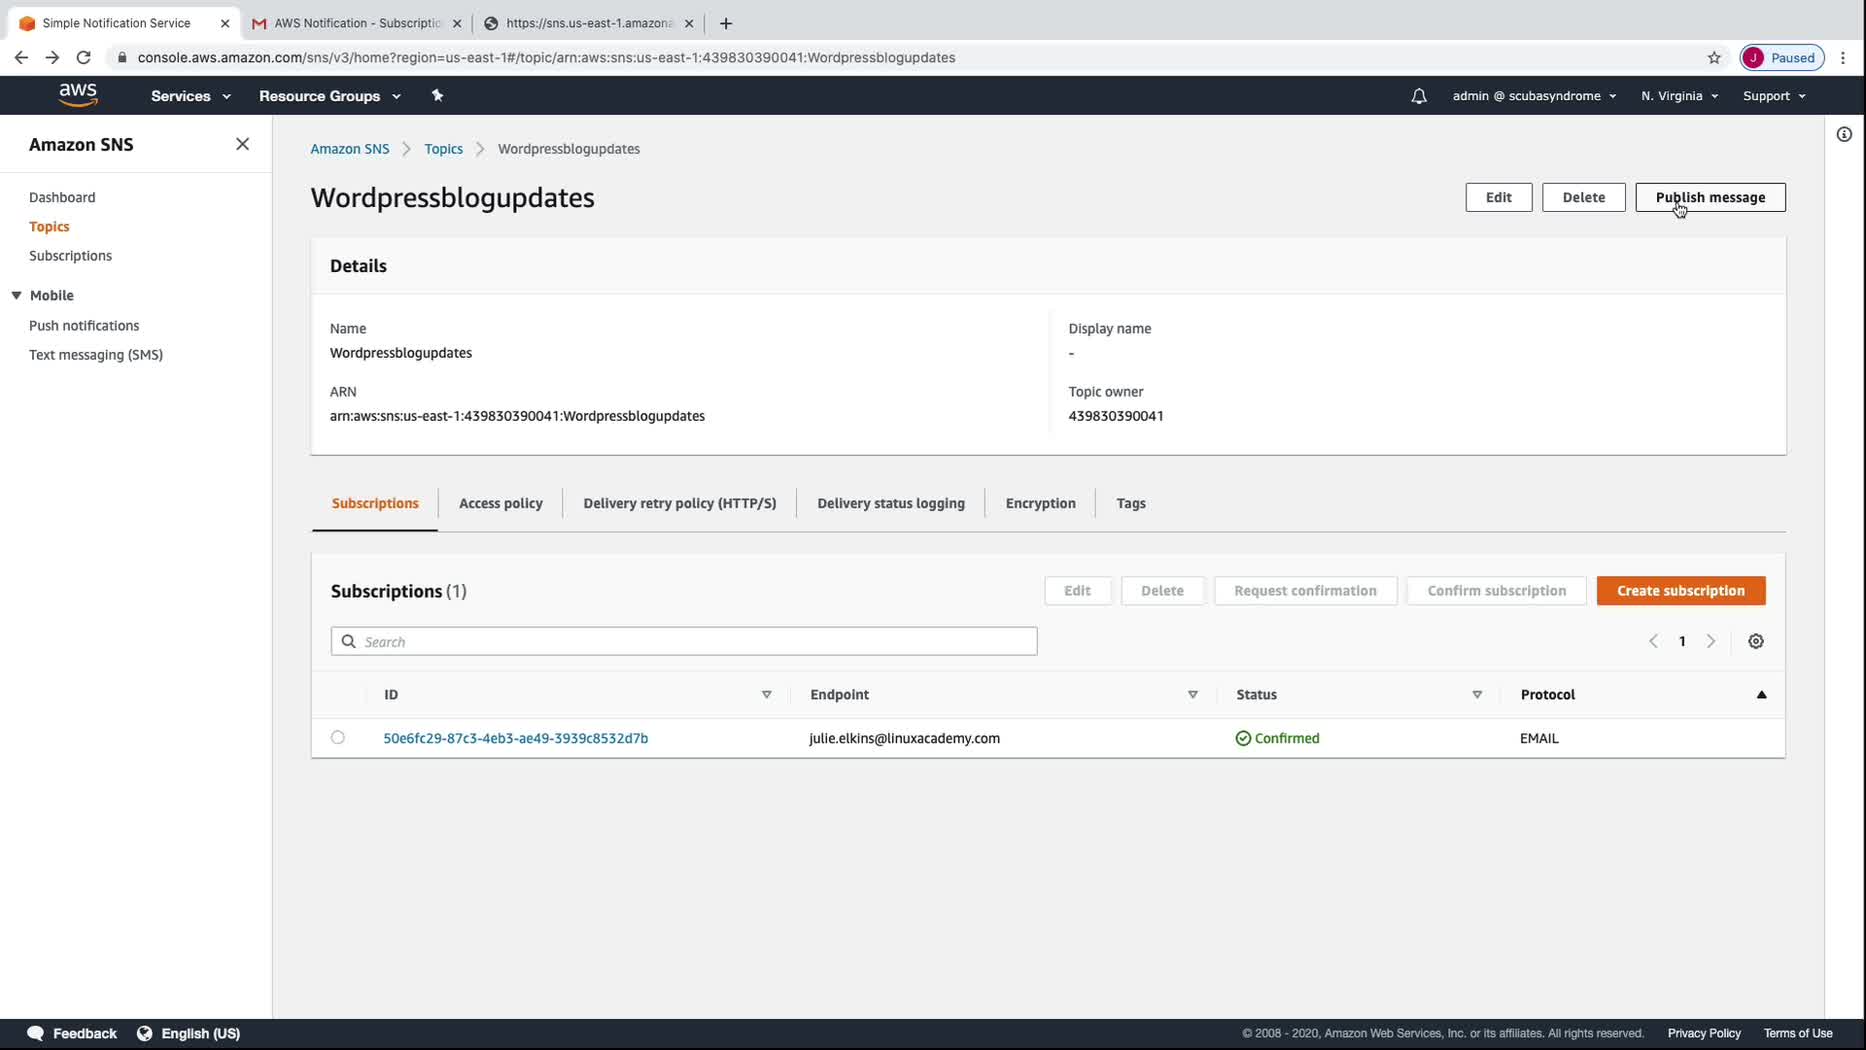 Simple Notification Service
AWS Notification - Subscriptio
https://sns.us-east-1.amazona
console.aws.amazon.com/sns/v3/home?region=us-east-1#/topic/arn:aws:sns:us-east-1:439830390041:Wordpressblogupdates
J Paused
aws Services Resource Groups admin @ scubasyndrome N. Virginia Support
Amazon SNS
Dashboard
Topics
Subscriptions
Mobile
Push notifications
Text messaging (SMS)
Amazon SNS Topics Wordpressblogupdates
Wordpressblogupdates
Edit Delete Publish message
Details
Name
Wordpressblogupdates
ARN
arn:aws:sns:us-east-1:439830390041:Wordpressblogupdates
Display name
-
Topic owner
439830390041
Subscriptions Access policy Delivery retry policy (HTTP/S) Delivery status logging Encryption Tags
Subscriptions (1)
Edit Delete Request confirmation Confirm subscription Create subscription
Search
1
ID Endpoint Status Protocol
50e6fc29-87c3-4eb3-ae49-3939c8532d7b julie.elkins@linuxacademy.com Confirmed EMAIL
Feedback English (US) © 2008 - 2020, Amazon Web Services, Inc. or its affiliates. All rights reserved. Privacy Policy Terms of Use